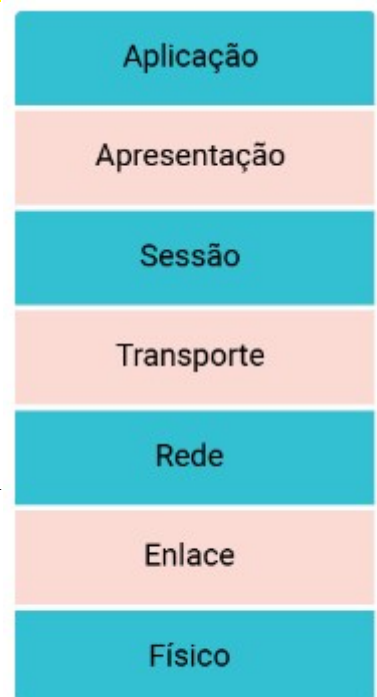 Aplicação
Apresentação
Sessão
Transporte
Rede
Enlace
Físico